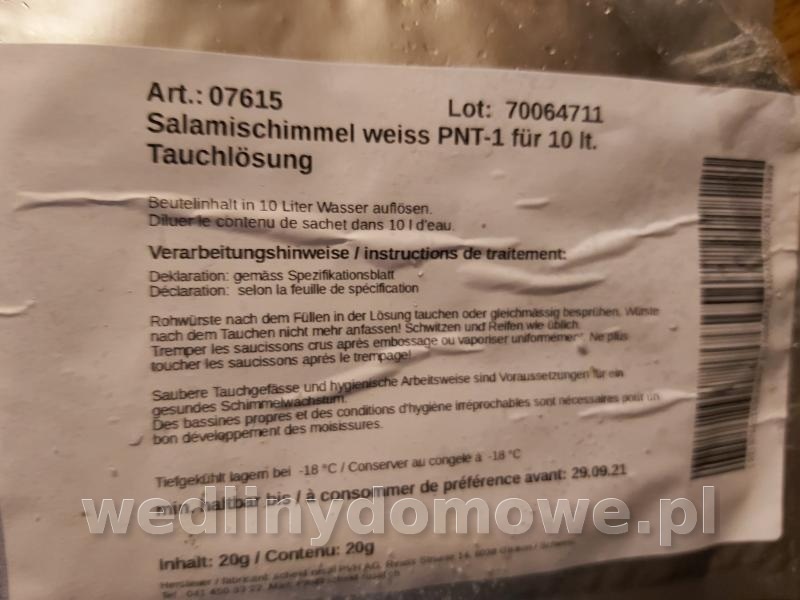 Art.: 07615
Lot: 70064711
Salamischimmel weiss PNT-1 für 10 lt.
Tauchlösung
Beutelinhalt in 10 Liter Wasser auflösen.
Diluer le contenu de sachet dans 10 l d'eau.
Verarbeitungshinweise / instructions de traitement:
Deklaration: gemäss Spezifikationsblatt
Déclaration: selon la feuille de spécification
Rohwürste nach dem Füllen in der Lösung tauchen oder gleichmässig besprühen. Würste
nach dem Tauchen nicht mehr anfassen! Schwitzen und Reifen wie üblich.
Tremper les saucissons crus après embossage ou vaporiser uniformément. Ne plus
toucher les saucissons après le trempage!
Saubere Tauchgefässe und hygienische Arbeitsweise sind Voraussetzungen für ein
gesundes Schimmelwachstum.
Des bassines propres et des conditions d'hygiène irréprochables sont nécessaires pour un
bon développement des moisissures.
Tiefgekühlt lagern bei -18 °C / Conserver au congelé à -18 °C
min. haltbar bis / à consommer de préférence avant: 29.09.21
wedlinydomowe.pl
Inhalt: 20g / Contenu: 20g
Hersteller / fabricant